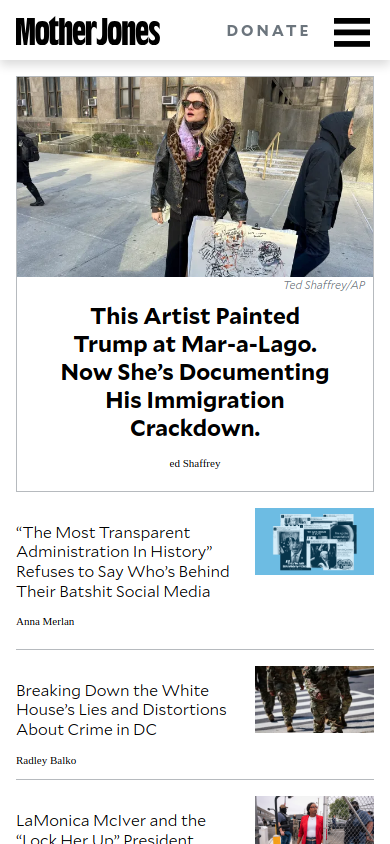 Mother Jones
DONATE
Ted Shaffrey/AP
This Artist Painted
Trump at Mar-a-Lago.
Now She’s Documenting
His Immigration
Crackdown.
ed Shaffrey
“The Most Transparent
Administration In History”
Refuses to Say Who’s Behind
Their Batshit Social Media
Anna Merlan
Breaking Down the White
House’s Lies and Distortions
About Crime in DC
Radley Balko
LaMonica McIver and the
“Lock Her Up” President